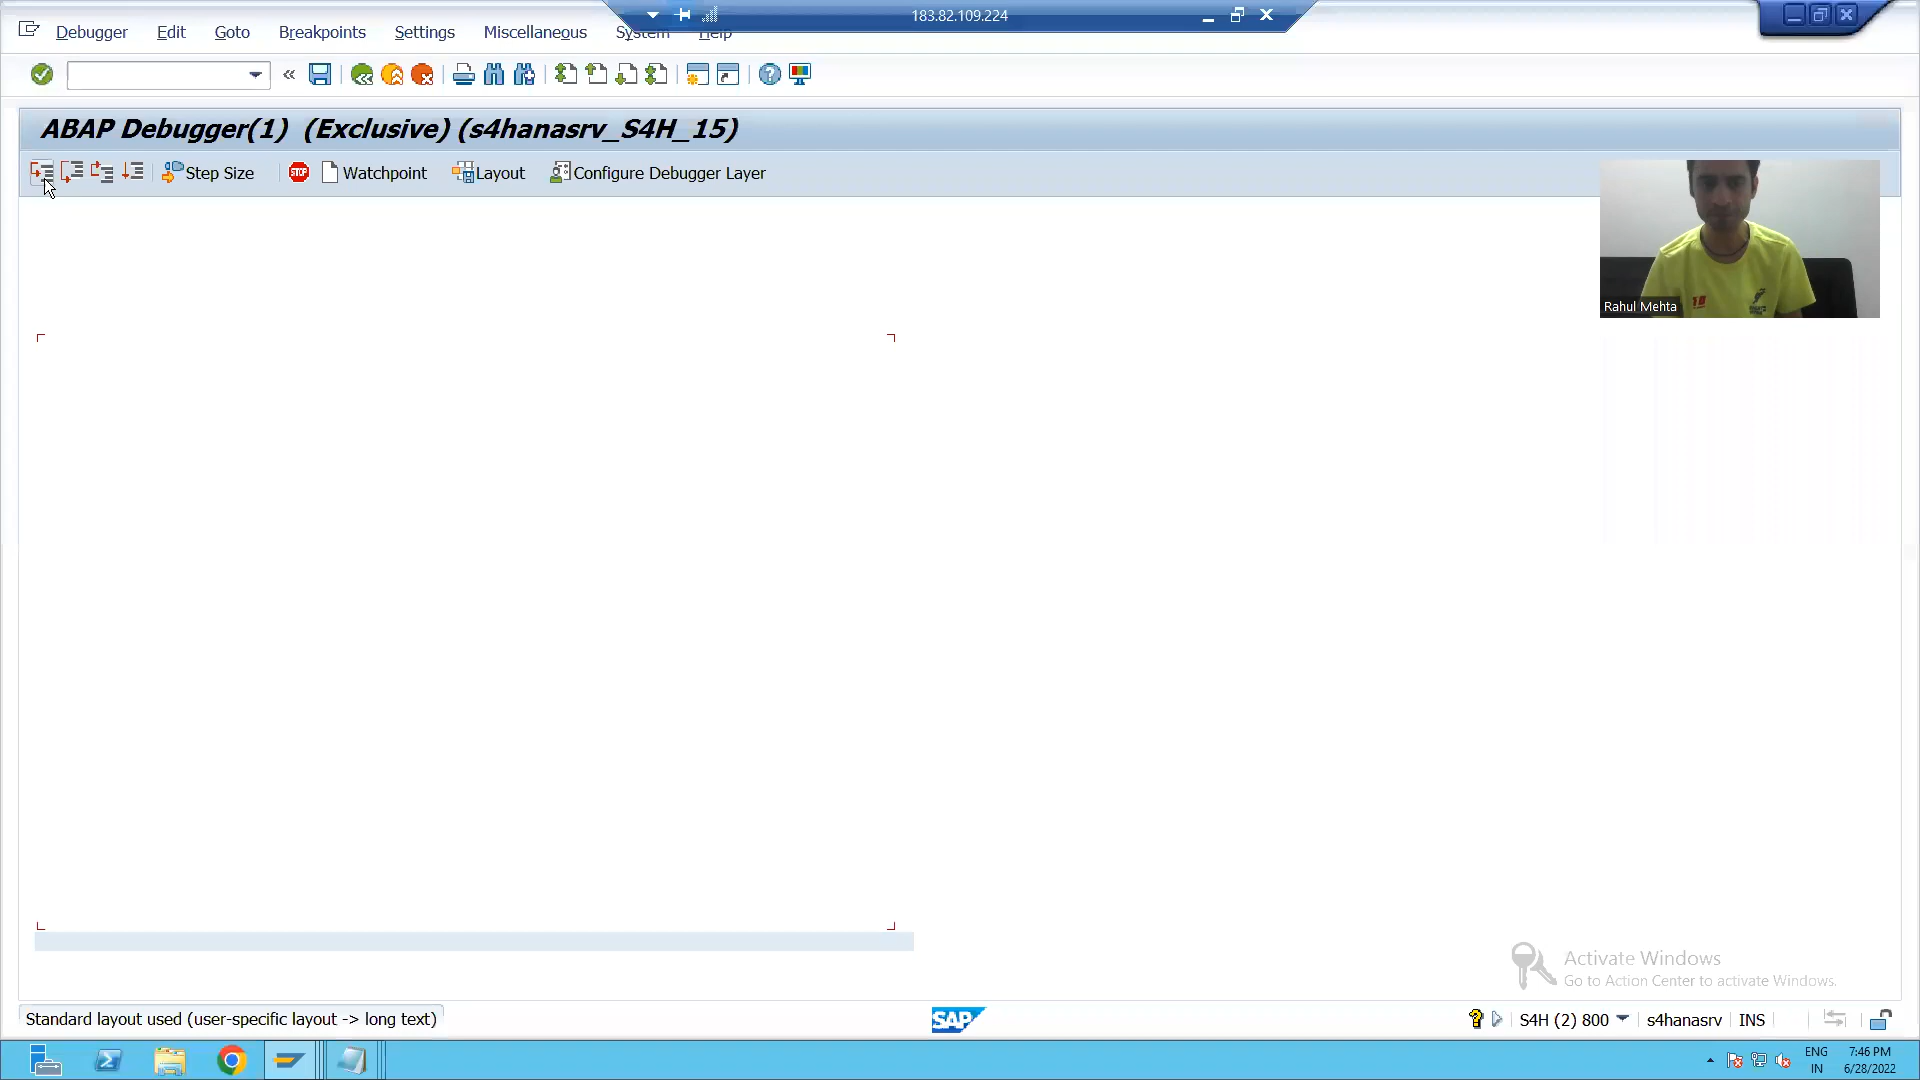 183.82.109.224
Debugger Edit Goto Breakpoints Settings Miscellaneous System Help
ABAP Debugger(1) (Exclusive) (s4hanasrv_S4H_15)
Step Size STOP Watchpoint Layout Configure Debugger Layer
Rahul Mehta
Activate Windows
Go to Action Center to activate Windows.
Standard layout used (user-specific layout -> long text)
SAP
S4H (2) 800 s4hanasrv INS
ENG 7:46 PM
IN 6/28/2022